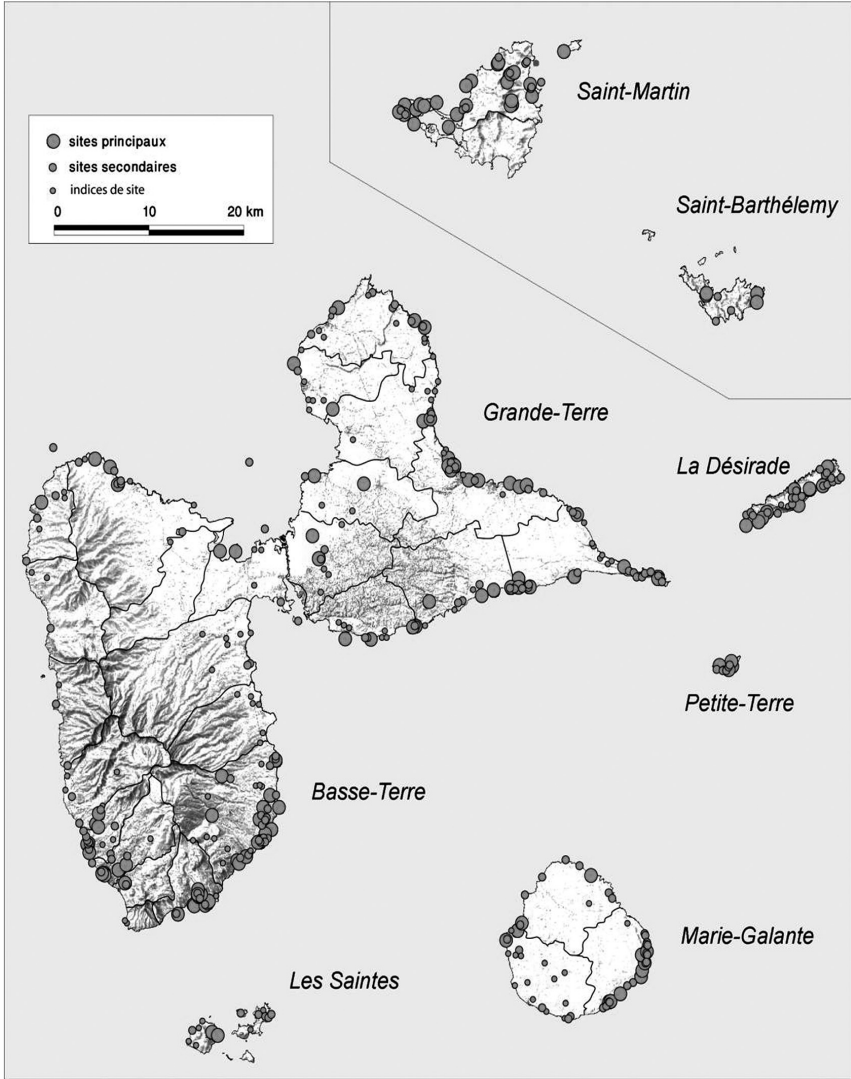 Saint-Martin
sites principaux
sites secondaires
indices de site
0 10 20 km
Saint-Barthélemy
Grande-Terre
La Désirade
Petite-Terre
Basse-Terre
Marie-Galante
Les Saintes